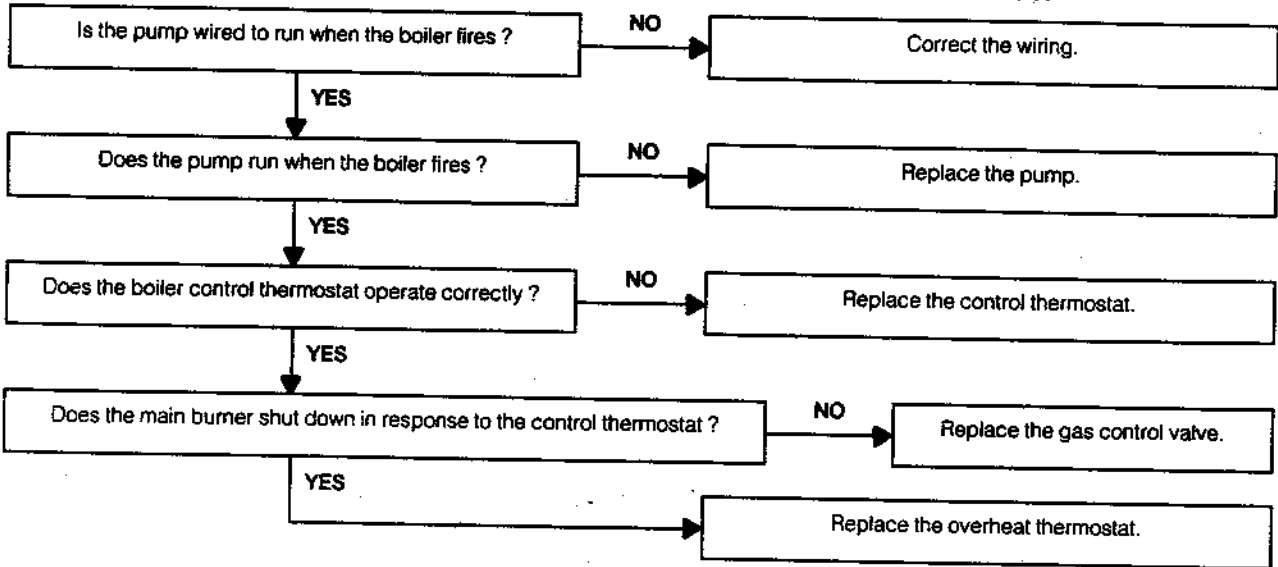 Is the pump wired to run when the boiler fires ?
NO
Correct the wiring.
YES
Does the pump run when the boiler fires ?
NO
Replace the pump.
YES
Does the boiler control thermostat operate correctly ?
NO
Replace the control thermostat.
YES
Does the main burner shut down in response to the control thermostat ?
NO
Replace the gas control valve.
YES
Replace the overheat thermostat.